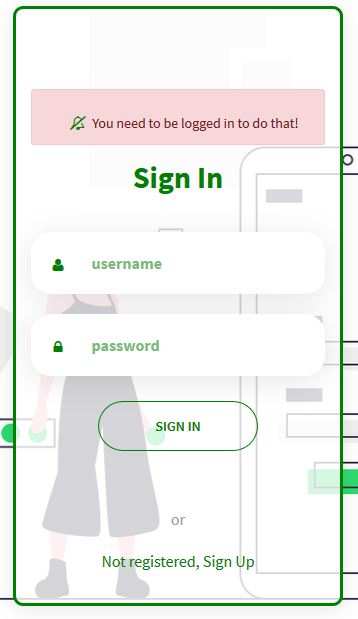 You need to be logged in to do that!
Sign In
username
password
SIGN IN
or
Not registered, Sign Up